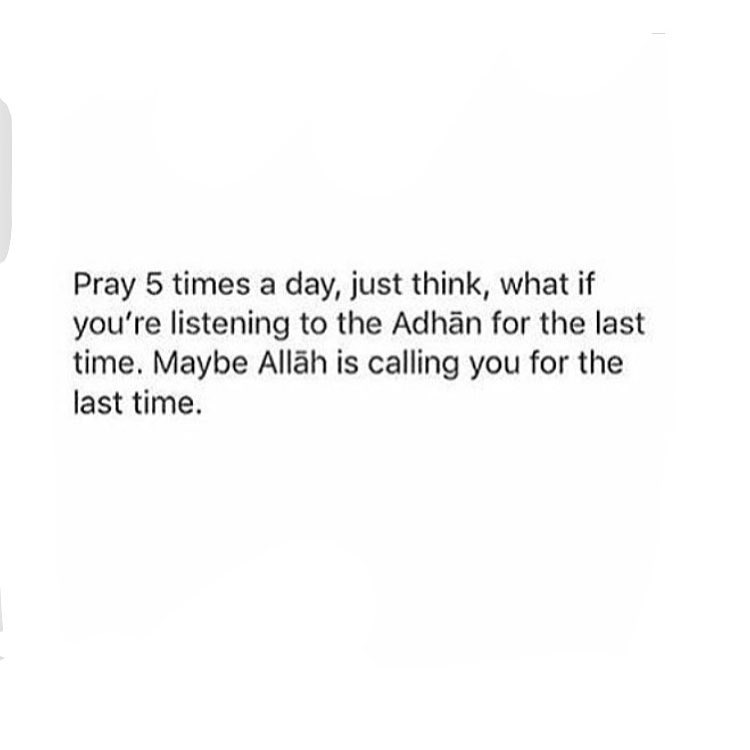 Pray 5 times a day, just think, what if
you're listening to the Adhān for the last
time. Maybe Allāh is calling you for the
last time.